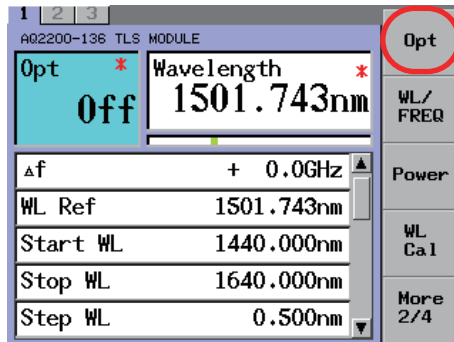 1 2 3
AQ2200-136 TLS MODULE
Opt *
Off
Wavelength *
1501.743nm
△f + 0.0GHz
WL Ref 1501.743nm
Start WL 1440.000nm
Stop WL 1640.000nm
Step WL 0.500nm
Opt
WL/
FREQ
Power
WL
Cal
More
2/4